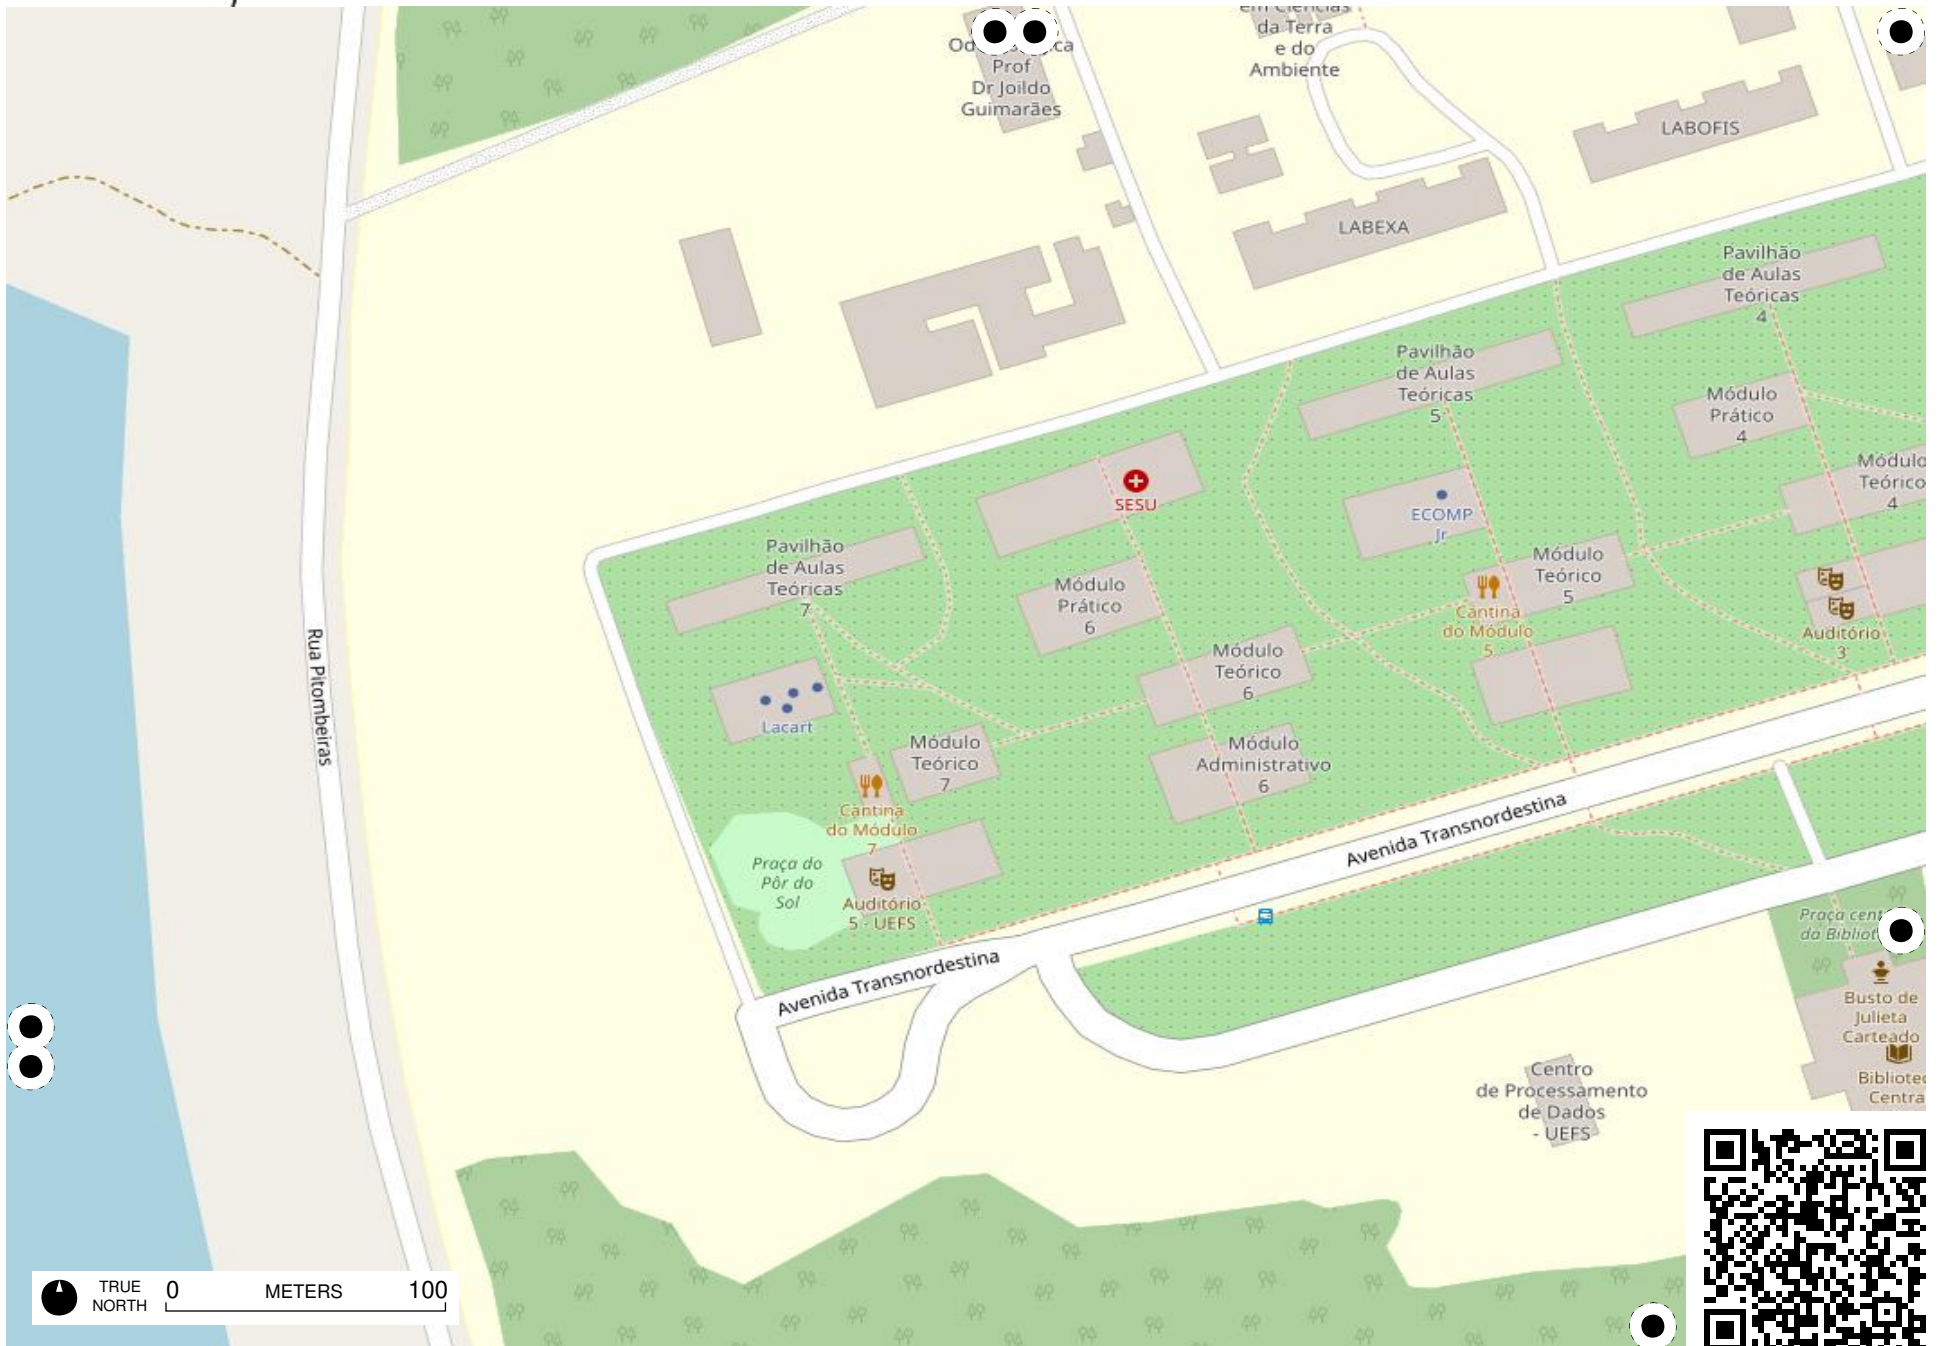 em Ciências
da Terra
e do
Ambiente
Prof
Dr Joildo
Guimarães
LABOFIS
LABEXA
Pavilhão
de Aulas
Teóricas
4
Pavilhão
de Aulas
Teóricas
5
Módulo
Prático
4
Módulo
Teórico
4
SESU
ECOMP
Jr
Pavilhão
de Aulas
Teóricas
7
Módulo
Prático
6
Módulo
Teórico
5
Cantina
do Módulo
5
Auditório
3
Módulo
Teórico
6
Rua Pitombeiras
Lacart
Módulo
Teórico
7
Módulo
Administrativo
6
Cantina
do Módulo
7
Praça do
Pôr do
Sol
Auditório
5 - UEFS
Avenida Transnordestina
Avenida Transnordestina
Praça
da
Busto de
Julieta
Carteado
Centro
de Processamento
de Dados
- UEFS
TRUE
NORTH
0 METERS 100